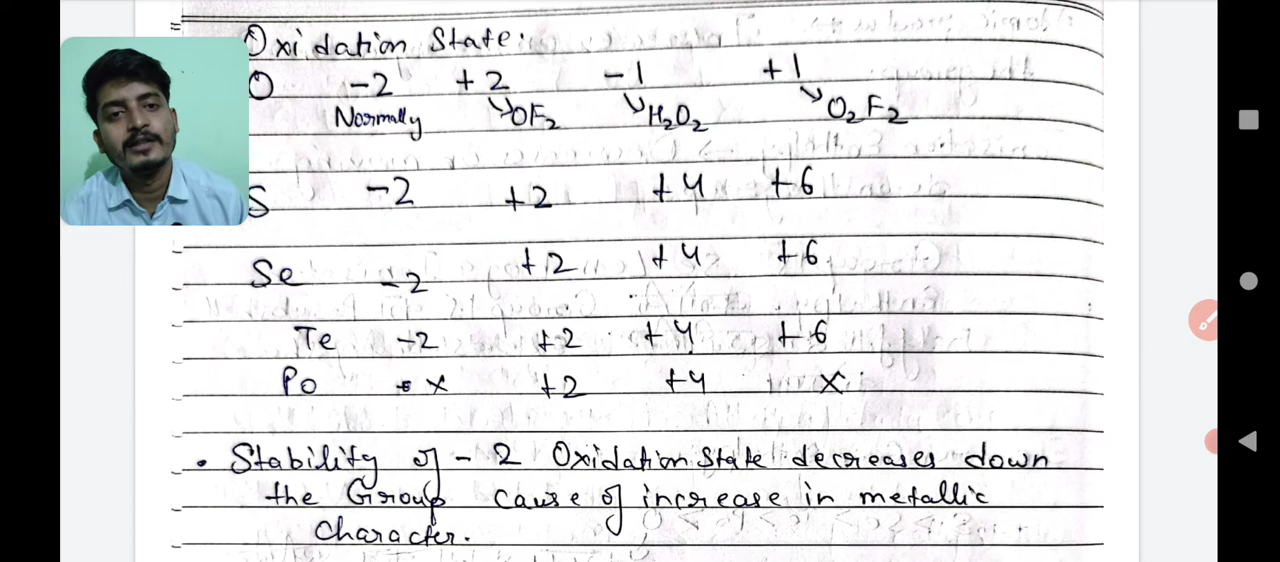 Oxidation State:
O -2 +2 -1 +1
Normally OF2 H2O2 O2F2
S -2 +2 +4 +6
Se -2 +2 +4 +6
Te -2 +2 +4 +6
Po x +2 +4 x
• Stability of -2 Oxidation State decreases down
the Group cause of increase in metallic
character.